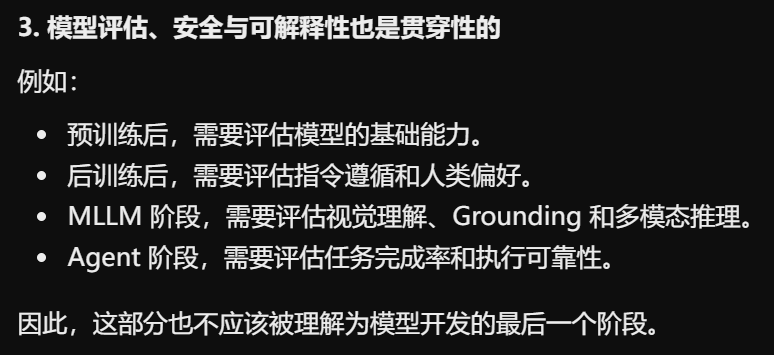 3. 模型评估、安全与可解释性也是贯穿性的
例如：
• 预训练后，需要评估模型的基础能力。
• 后训练后，需要评估指令遵循和人类偏好。
• MLLM 阶段，需要评估视觉理解、Grounding 和多模态推理。
• Agent 阶段，需要评估任务完成率和执行可靠性。
因此，这部分也不应该被理解为模型开发的最后一个阶段。